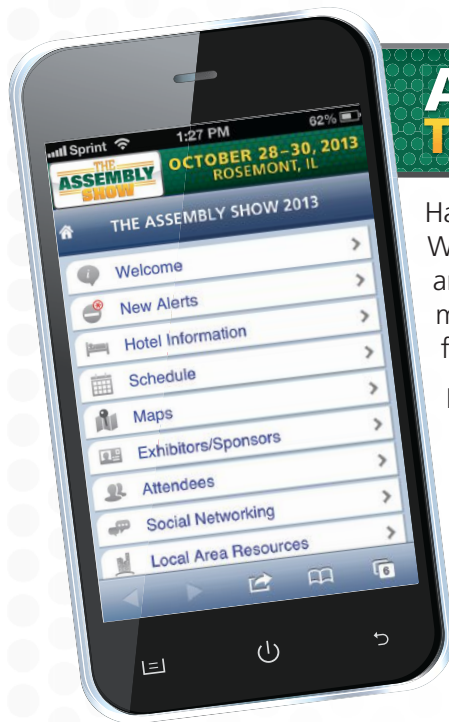 Sprint 1:27 PM 62%
THE
ASSEMBLY
SHOW
OCTOBER 28–30, 2013
ROSEMONT, IL
THE ASSEMBLY SHOW 2013
Welcome
New Alerts
Hotel Information
Schedule
Maps
Exhibitors/Sponsors
Attendees
Social Networking
Local Area Resources
6
Ha